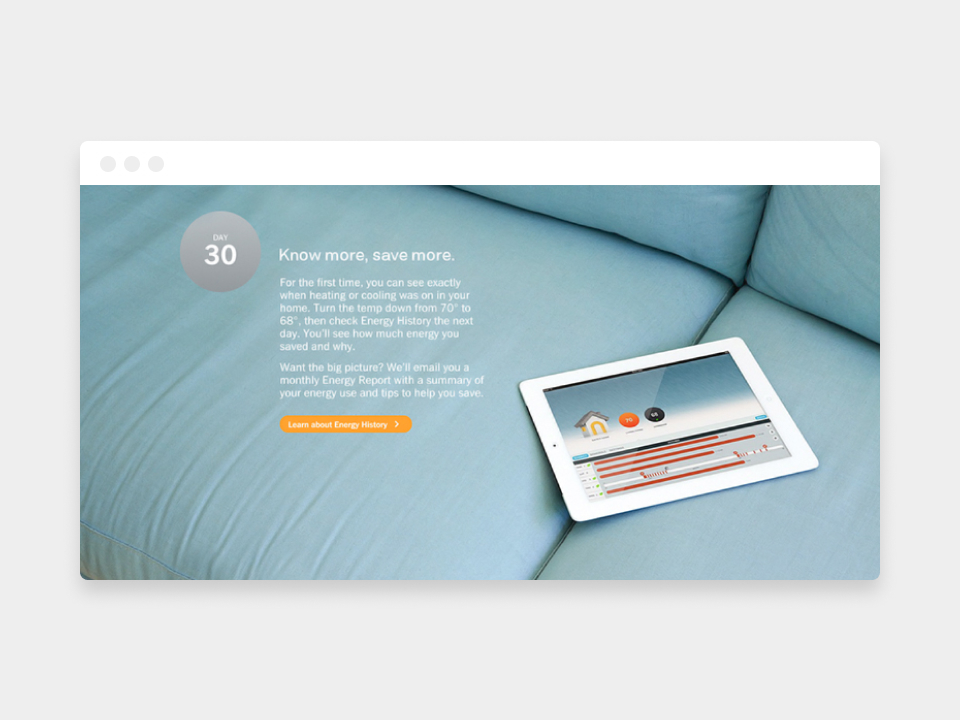 DAY
30
Know more, save more.
For the first time, you can see exactly
when heating or cooling was on in your
home. Turn the temp down from 70° to
68°, then check Energy History the next
day. You'll see how much energy you
saved and why.
Want the big picture? We'll email you a
monthly Energy Report with a summary of
your energy use and tips to help you save.
Learn about Energy History
70
68